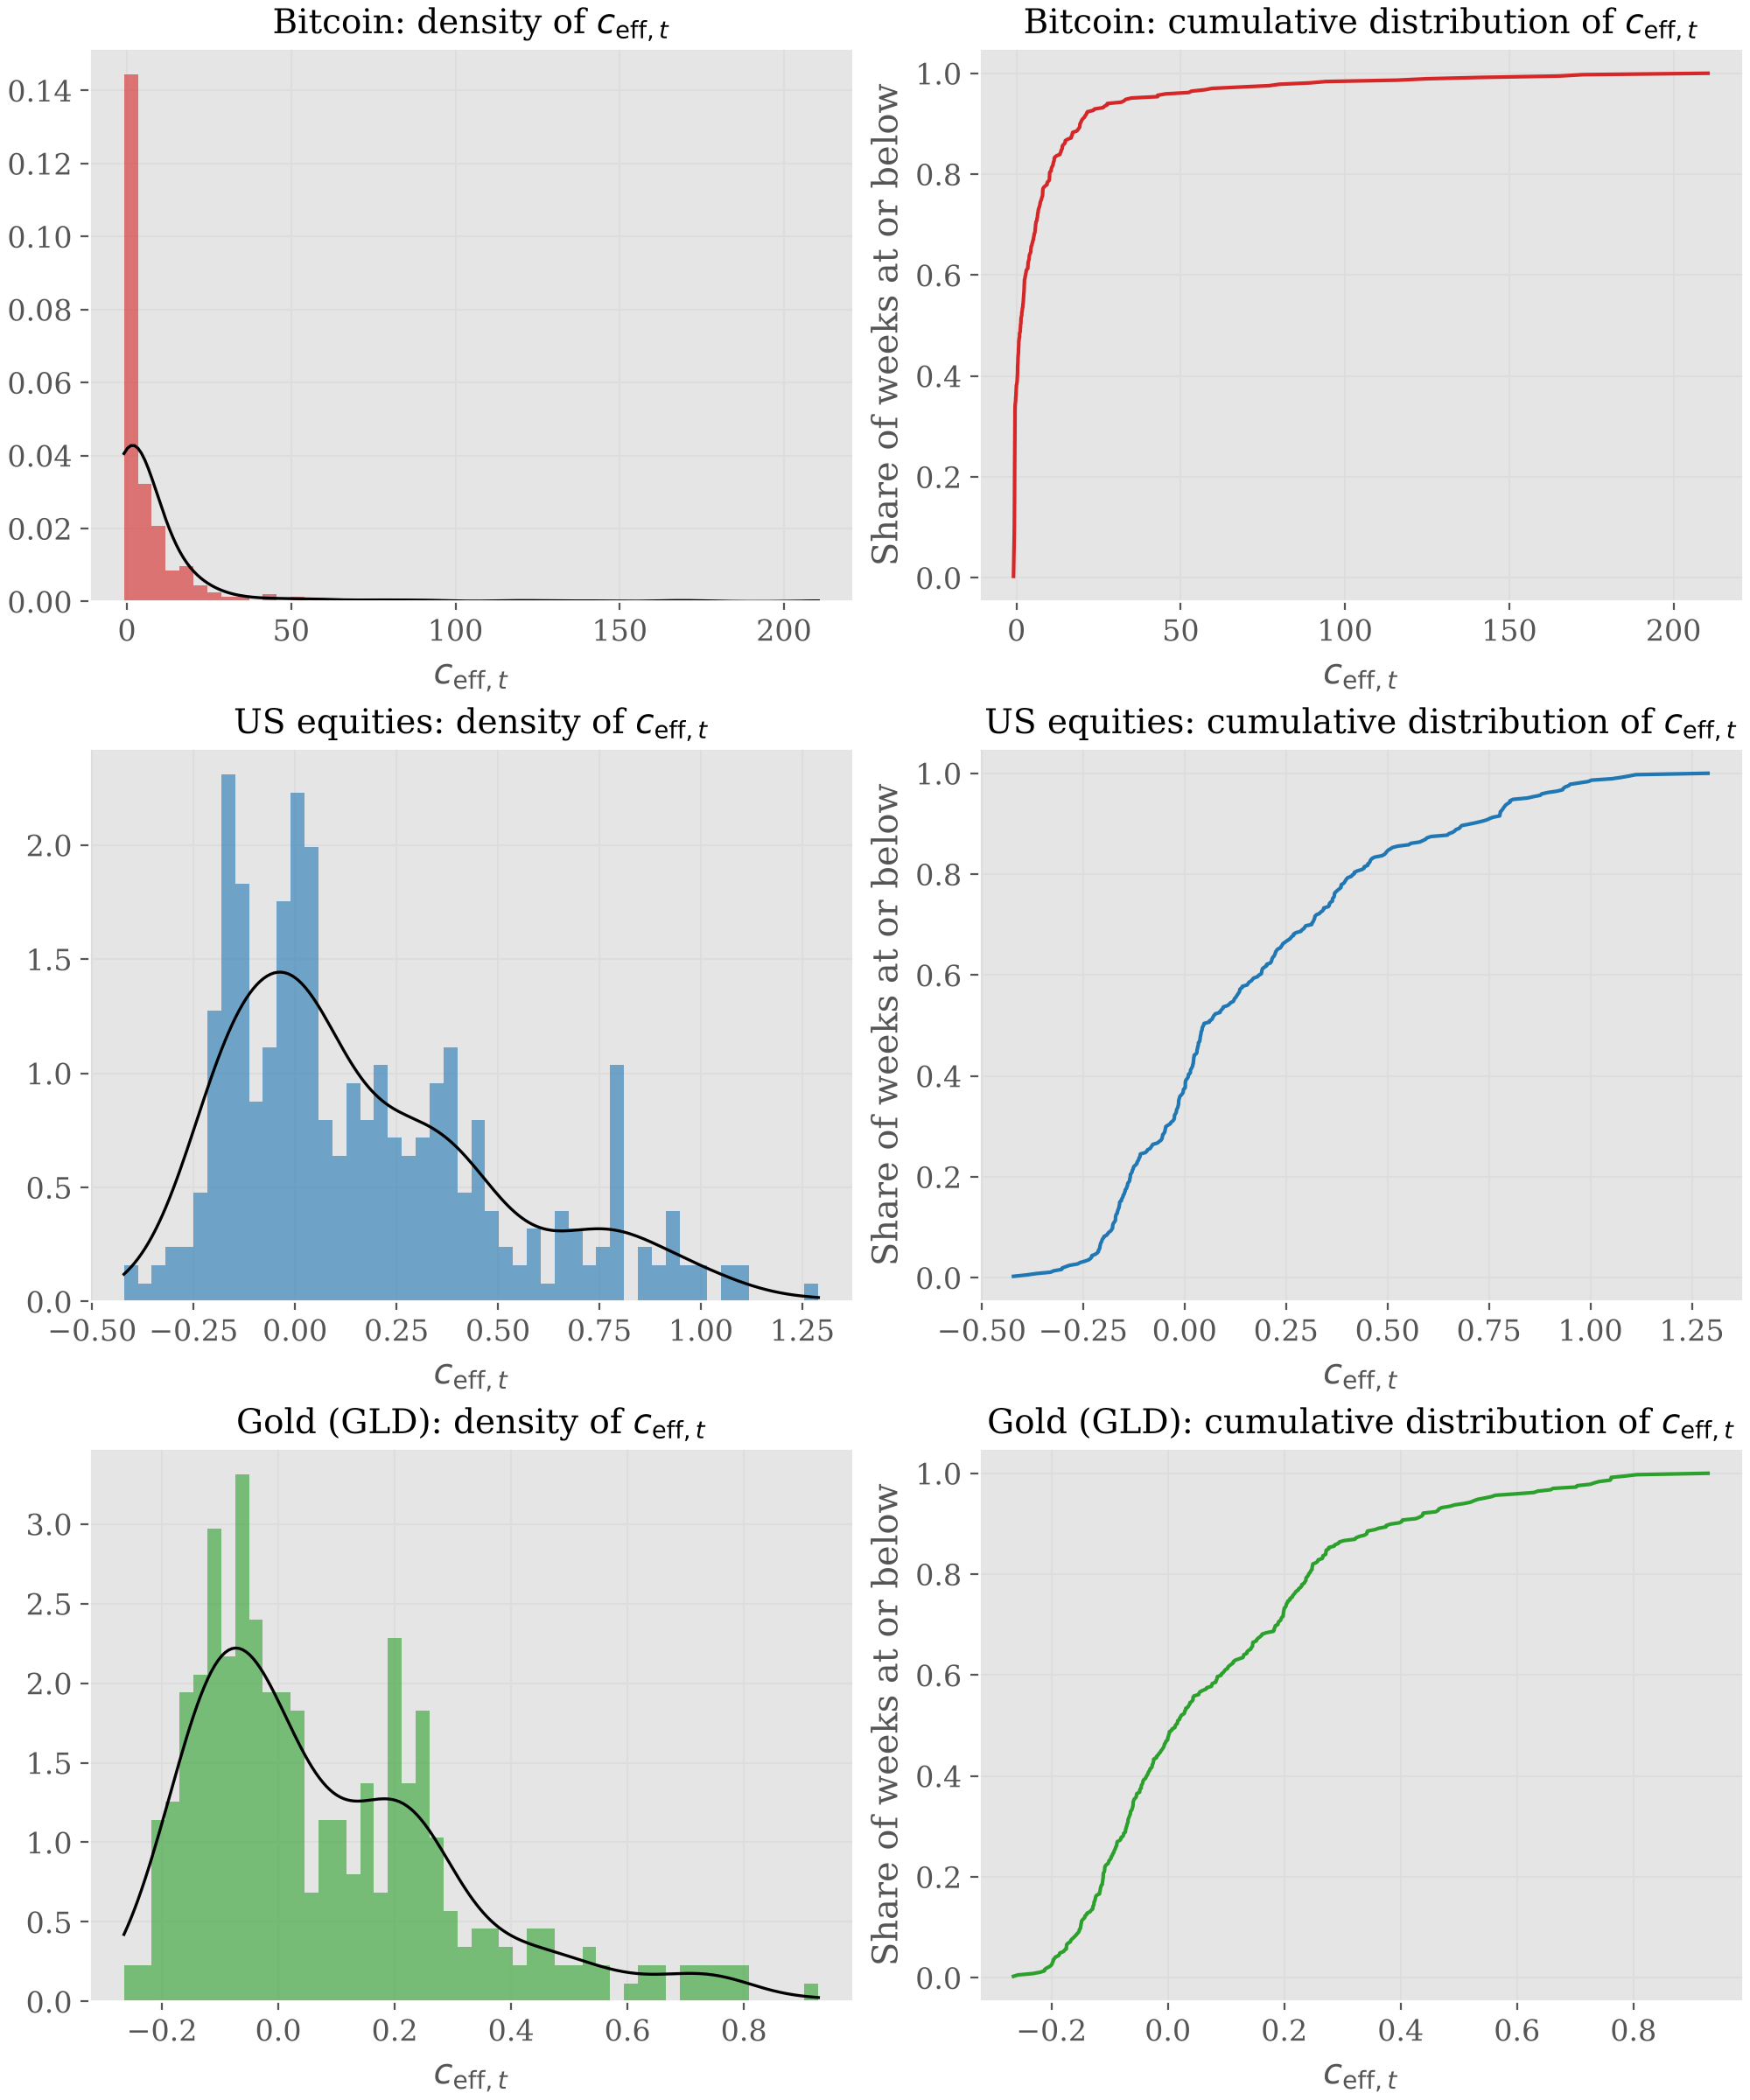 Bitcoin: density of c_eff, t
0.14
0.12
0.10
0.08
0.06
0.04
0.02
0.00
0 50 100 150 200
c_eff, t
Bitcoin: cumulative distribution of c_eff, t
Share of weeks at or below
1.0
0.8
0.6
0.4
0.2
0.0
0 50 100 150 200
c_eff, t
US equities: density of c_eff, t
2.0
1.5
1.0
0.5
0.0
−0.50 −0.25 0.00 0.25 0.50 0.75 1.00 1.25
c_eff, t
US equities: cumulative distribution of c_eff, t
Share of weeks at or below
1.0
0.8
0.6
0.4
0.2
0.0
−0.50 −0.25 0.00 0.25 0.50 0.75 1.00 1.25
c_eff, t
Gold (GLD): density of c_eff, t
3.0
2.5
2.0
1.5
1.0
0.5
0.0
−0.2 0.0 0.2 0.4 0.6 0.8
c_eff, t
Gold (GLD): cumulative distribution of c_eff, t
Share of weeks at or below
1.0
0.8
0.6
0.4
0.2
0.0
−0.2 0.0 0.2 0.4 0.6 0.8
c_eff, t